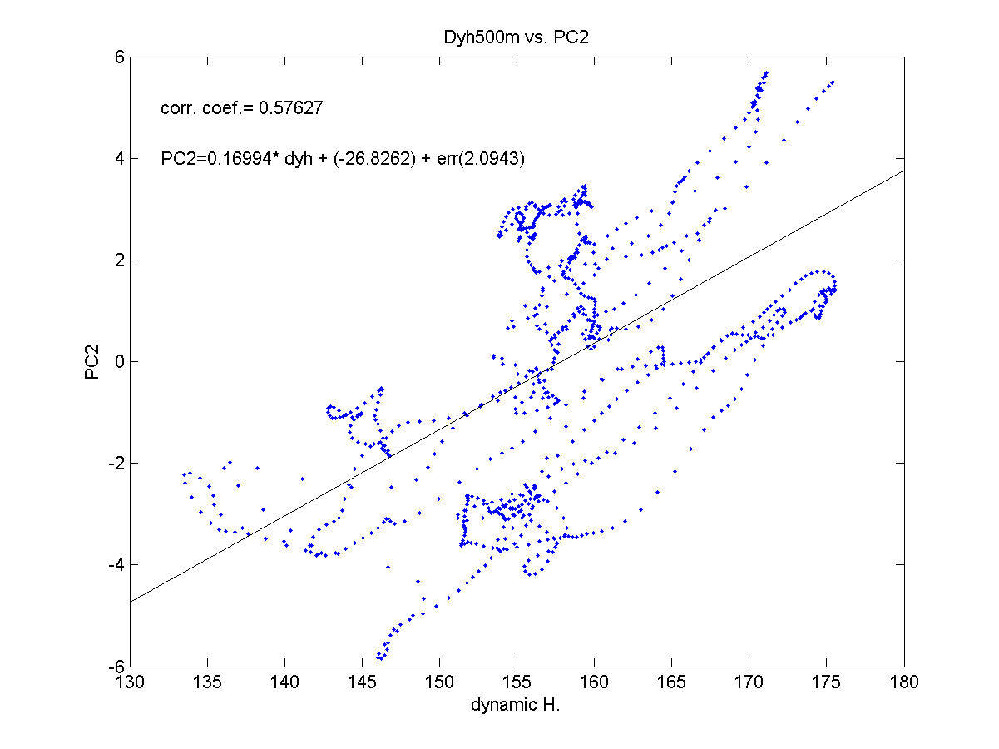 Dyh500m vs. PC2
corr. coef.= 0.57627
PC2=0.16994* dyh + (-26.8262) + err(2.0943)
6
4
2
0
-2
-4
-6
PC2
130 135 140 145 150 155 160 165 170 175 180
dynamic H.